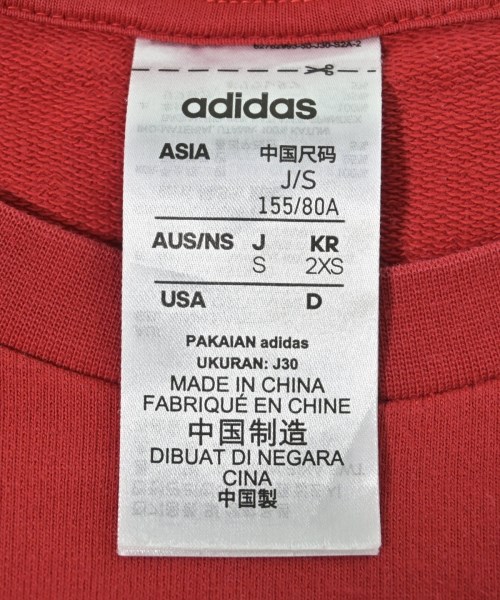 adidas
ASIA 中国尺码
J/S
155/80A
AUS/NS J KR
S 2XS
USA D
PAKAIAN adidas
UKURAN: J30
MADE IN CHINA
FABRIQUÉ EN CHINE
中国制造
DIBUAT DI NEGARA
CINA
中国製